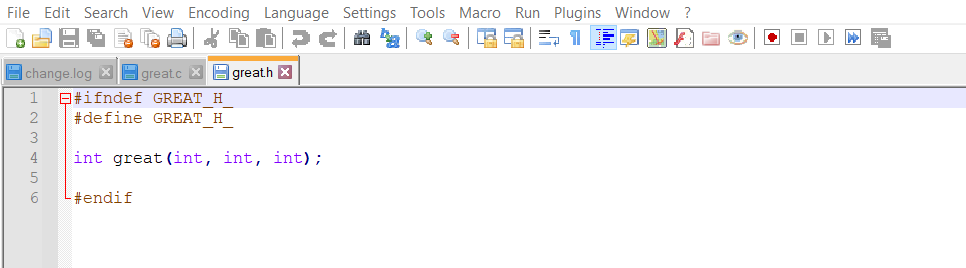 File Edit Search View Encoding Language Settings Tools Macro Run Plugins Window ?
change.log great.c great.h
1 #ifndef GREAT_H_
2 #define GREAT_H_
3
4 int great(int, int, int);
5
6 #endif